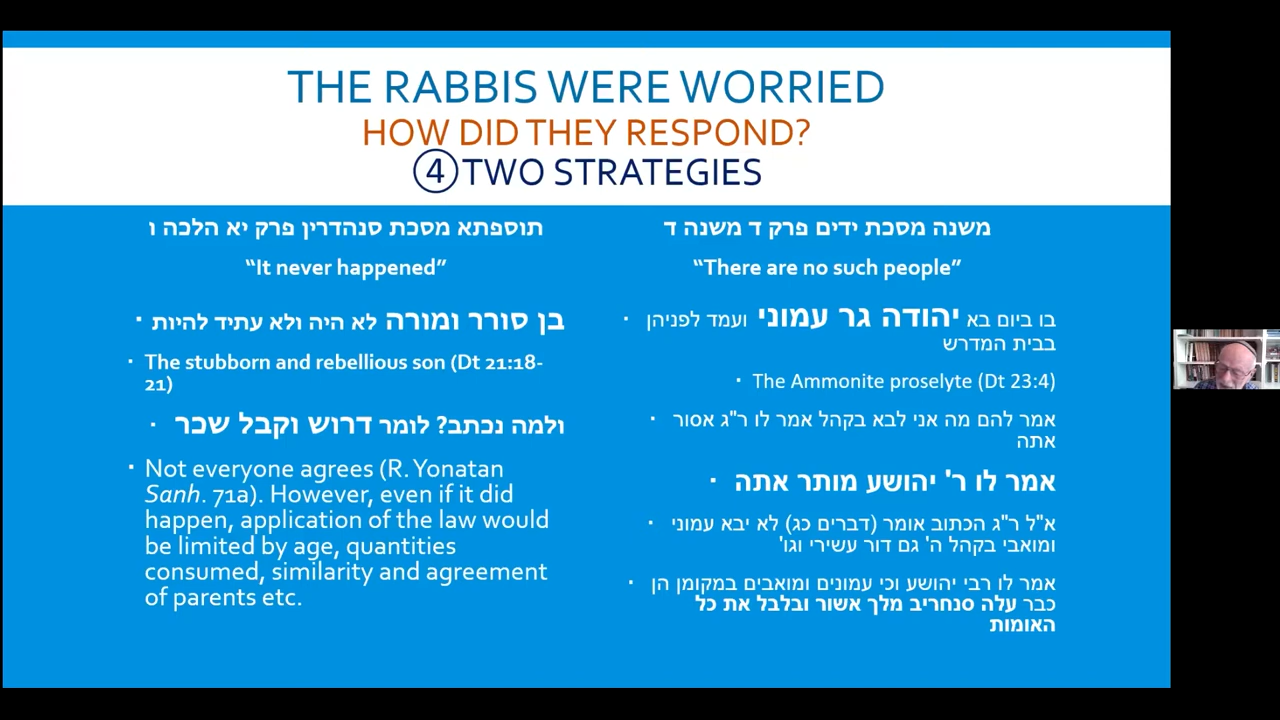 THE RABBIS WERE WORRIED
HOW DID THEY RESPOND?
④TWO STRATEGIES
תוספתא מסכת סנהדרין פרק יא הלכה ו
“It never happened”
בן סורר ומורה לא היה ולא עתיד להיות
The stubborn and rebellious son (Dt 21:18-
21)
ולמה נכתב? לומר דרוש וקבל שכר
Not everyone agrees (R. Yonatan
Sanh. 71a). However, even if it did
happen, application of the law would
be limited by age, quantities
consumed, similarity and agreement
of parents etc.
משנה מסכת ידים פרק ד משנה ד
“There are no such people”
בו ביום בא יהודה גר עמוני ועמד לפניהן
בבית המדרש
The Ammonite proselyte (Dt 23:4)
אמר להם מה אני לבא בקהל אמר לו ר"ג אסור
אתה
אמר לו ר' יהושע מותר אתה
א"ל ר"ג הכתוב אומר (דברים כג) לא יבא עמוני
ומואבי בקהל ה' גם דור עשירי וגו'
אמר לו רבי יהושע וכי עמונים ומואבים במקומן הן
כבר עלה סנחריב מלך אשור ובלבל את כל
האומות